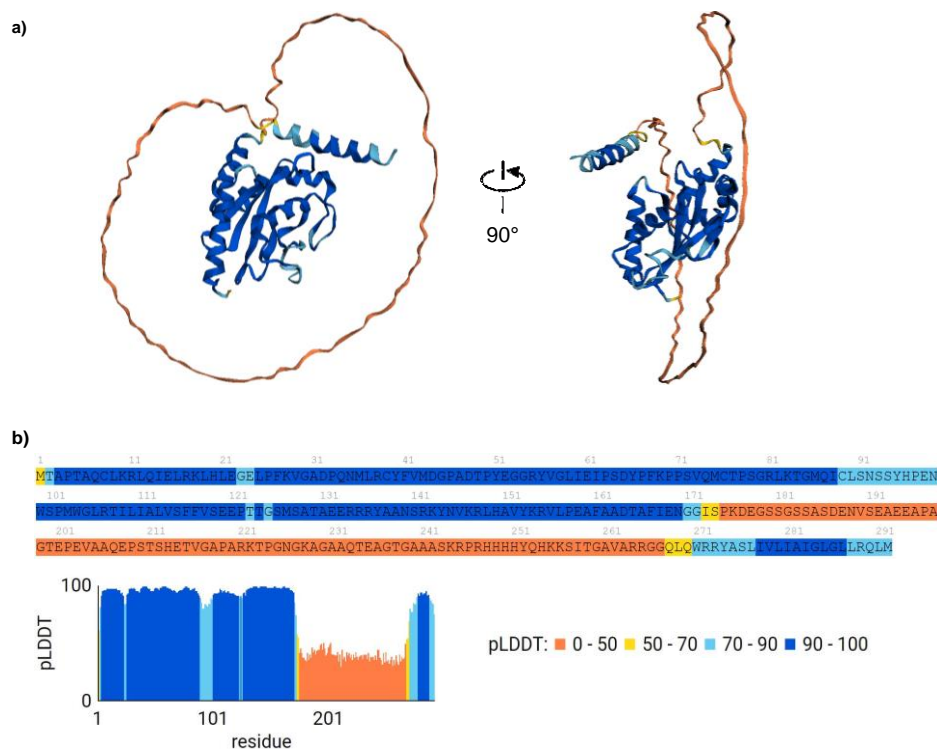 a)
90°
b)
1 11 21 31 41 51 61 71 81 91
MTAPTAQCLKRLQIELRKLHLEGELPFKVGADPQNMLRCYFVMDGPADTPYEGGRYVGLIEIPSDYPFKPPSVQMCTPSGRLKTGMQICLSNSSYHPEN
101 111 121 131 141 151 161 171 181 191
WSPMWGLRTILIALVSFFVSEEPTTGSMSATAEERRRYAANSRKYNVKRLHAVYKRVLPEFAADTAFIENGGISPKDEGSSGSSASDENVSEAEEAPA
201 211 221 231 241 251 261 271 281 291
GTEPEVAAQEPSTSHETVGAPARKTPGNGKAGAAQTEAGTGAAASKRPRHHHHYQHKKSITGAVARRGGQLQWRRYASLIVLIAIGLGLLRQLM
100
pLDDT
0
1 101 201
residue
pLDDT: 0 - 50 50 - 70 70 - 90 90 - 100